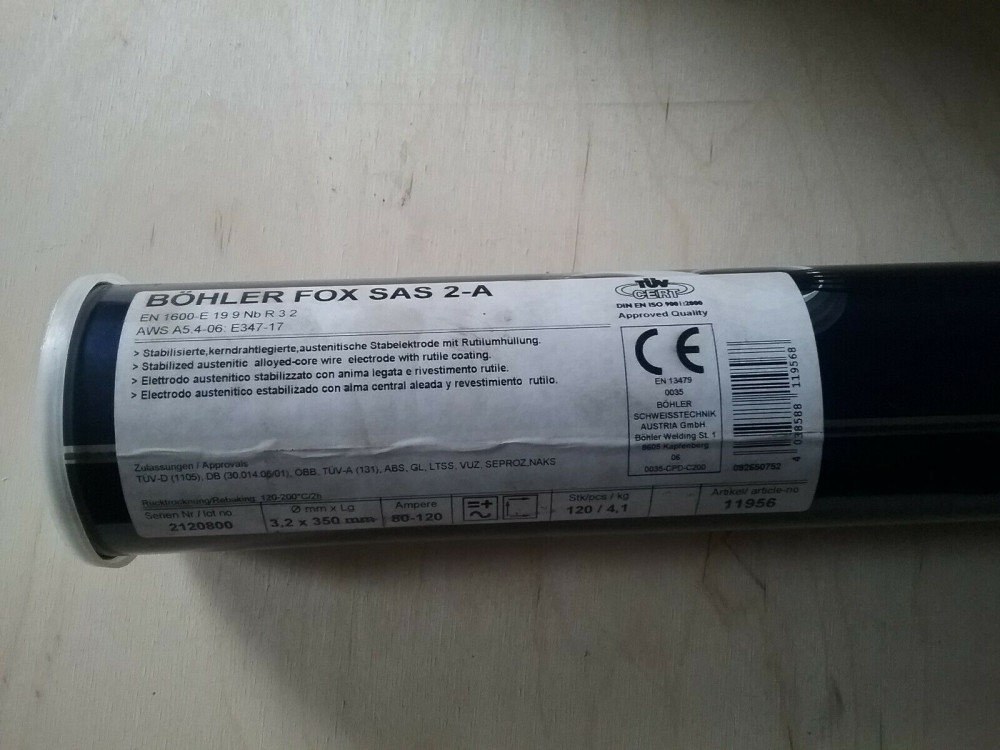 BÖHLER FOX SAS 2-A
EN 1600-E 19 9 Nb R 3 2
AWS A5.4-06: E347-17
> Stabilisierte,kerndrahtlegierte,austenitische Stabelektrode mit Rutilumhüllung.
> Stabilized austenitic alloyed-core wire electrode with rutile coating.
> Elettrodo austenitico stabilizzato con anima legata e rivestimento rutile.
> Electrodo austenitico estabilizado con alma central aleada y revestimiento rutilo.
Zulassungen / Approvals
TÜV-D (1105), DB (30.014.06/01), ÖBB, TÜV-A (131), ABS, GL, LTSS, VUZ, SEPROZ,NAKS
Rücktrocknung/Rebaking: 120-200°C/2h
Serien Nr / lot no.
2120800
Ø mm x Lg
3,2 x 350 mm
Ampere
80-120
=+
~
Stk/pcs / kg
120 / 4,1
Artikel/ article-no
11956
TÜV
CERT
DIN EN ISO 9001:2000
Approved Quality
CE
EN 13479
0035
BÖHLER
SCHWEISSTECHNIK
AUSTRIA GmbH
Böhler Welding St. 1
8605 Kapfenberg
06
0035-CPD-C200
4 038588 119568
092550752